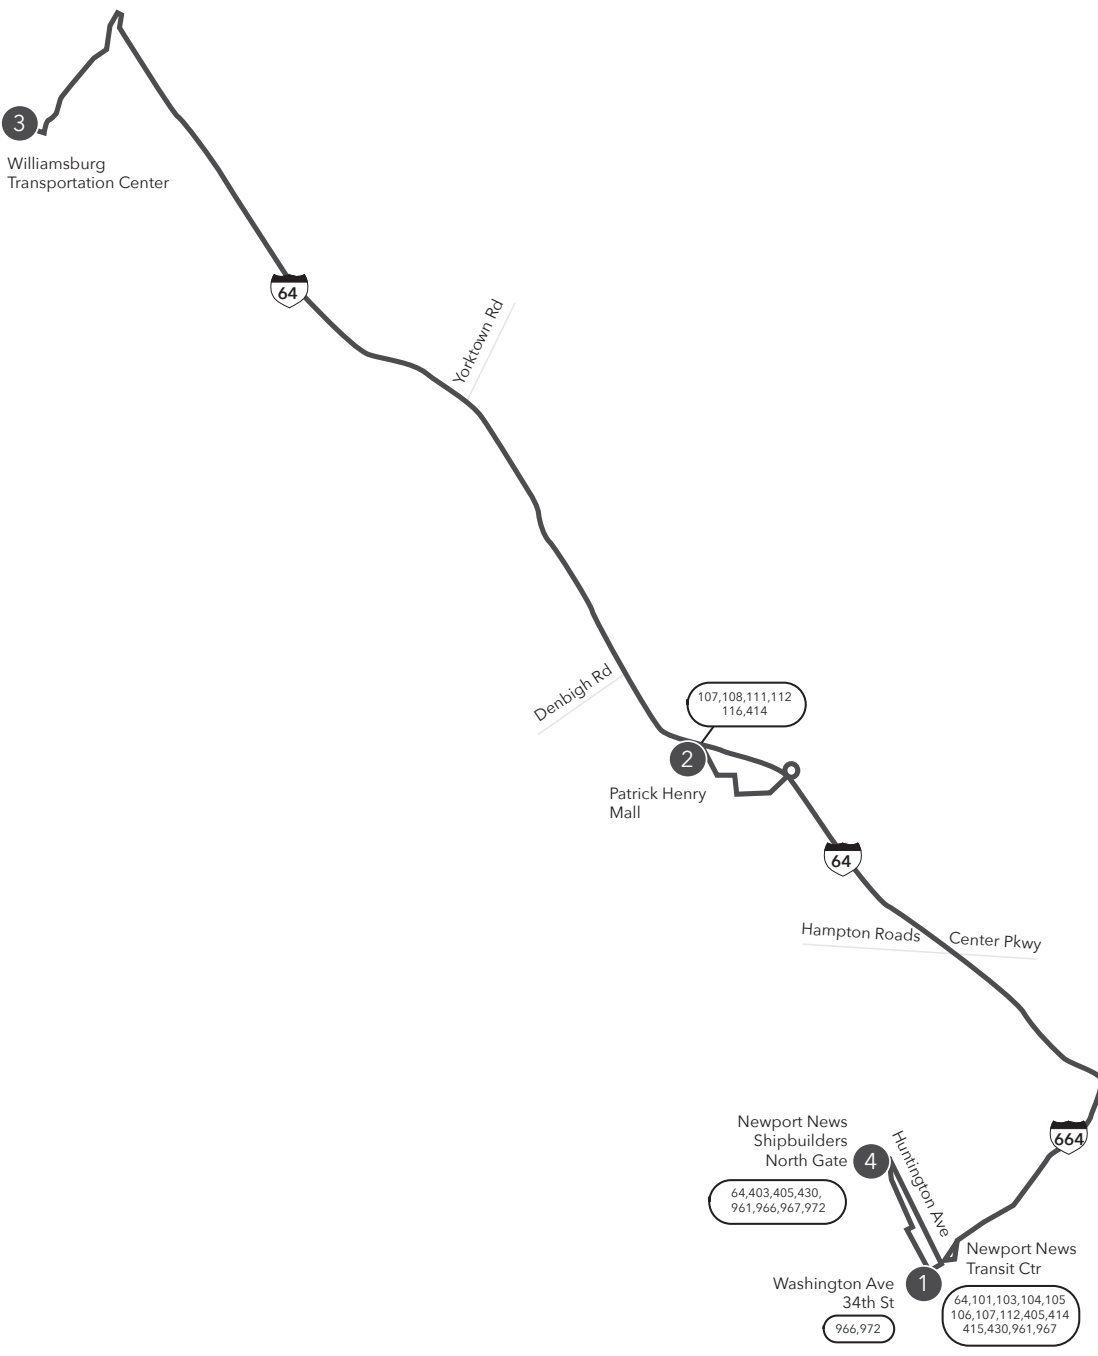 3
Williamsburg
Transportation Center
64
Yorktown Rd
Denbigh Rd
107,108,111,112
116,414
2
Patrick Henry
Mall
64
Hampton Roads Center Pkwy
664
Newport News
Shipbuilders
North Gate
4
Huntington Ave
64,403,405,430,
961,966,967,972
Newport News
Transit Ctr
Washington Ave
34th St
1
64,101,103,104,105
106,107,112,405,414
415,430,961,967
966,972